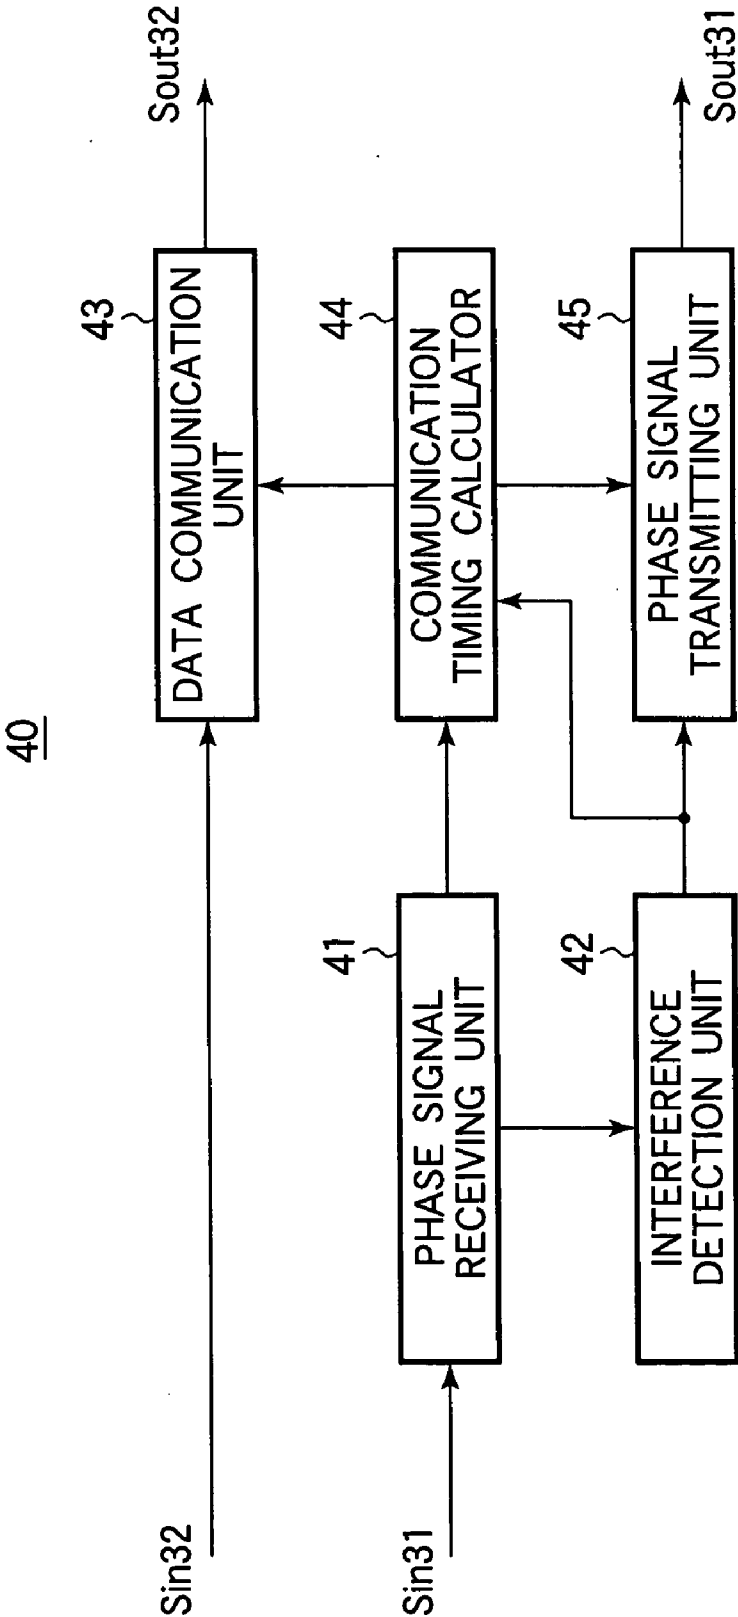 40
Sin32
43
DATA COMMUNICATION
UNIT
Sout32
Sin31
41
PHASE SIGNAL
RECEIVING UNIT
44
COMMUNICATION
TIMING CALCULATOR
42
INTERFERENCE
DETECTION UNIT
45
PHASE SIGNAL
TRANSMITTING UNIT
Sout31